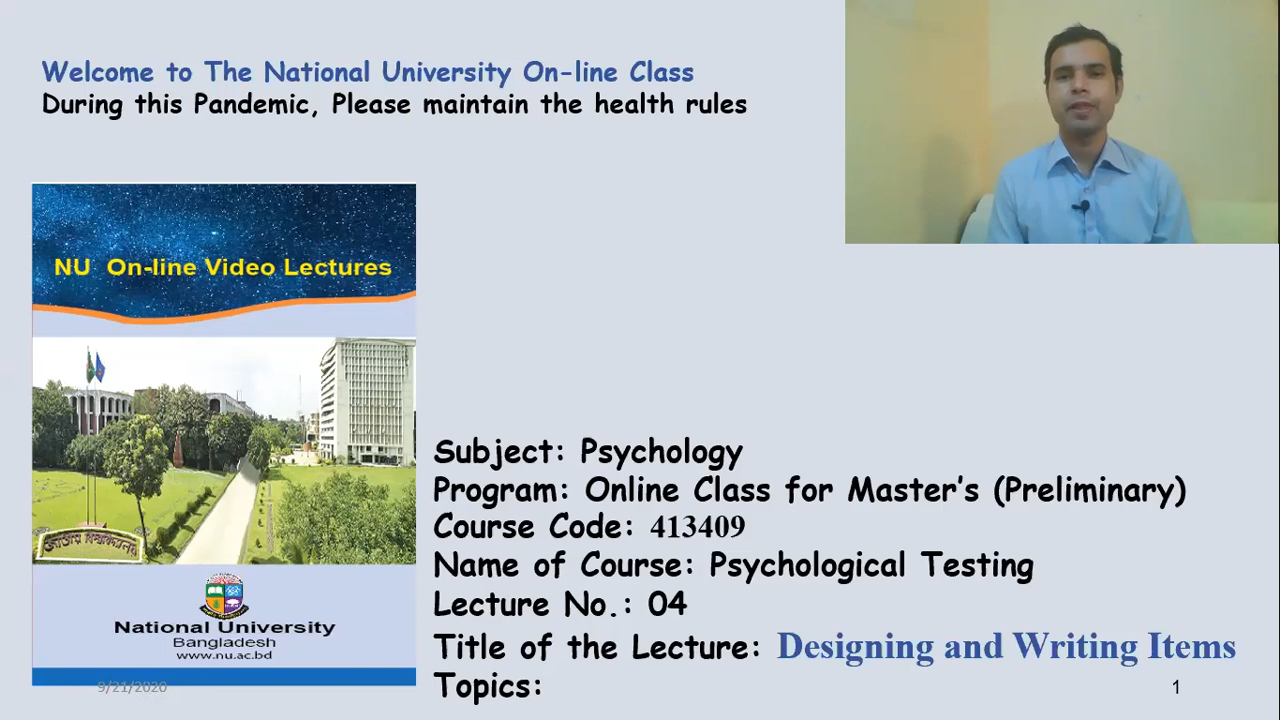 Welcome to The National University On-line Class
During this Pandemic, Please maintain the health rules
NU On-line Video Lectures
জাতীয় বিশ্ববিদ্যালয়
National University
Bangladesh
www.nu.ac.bd
9/21/2020
Subject: Psychology
Program: Online Class for Master's (Preliminary)
Course Code: 413409
Name of Course: Psychological Testing
Lecture No.: 04
Title of the Lecture: Designing and Writing Items
Topics:
1